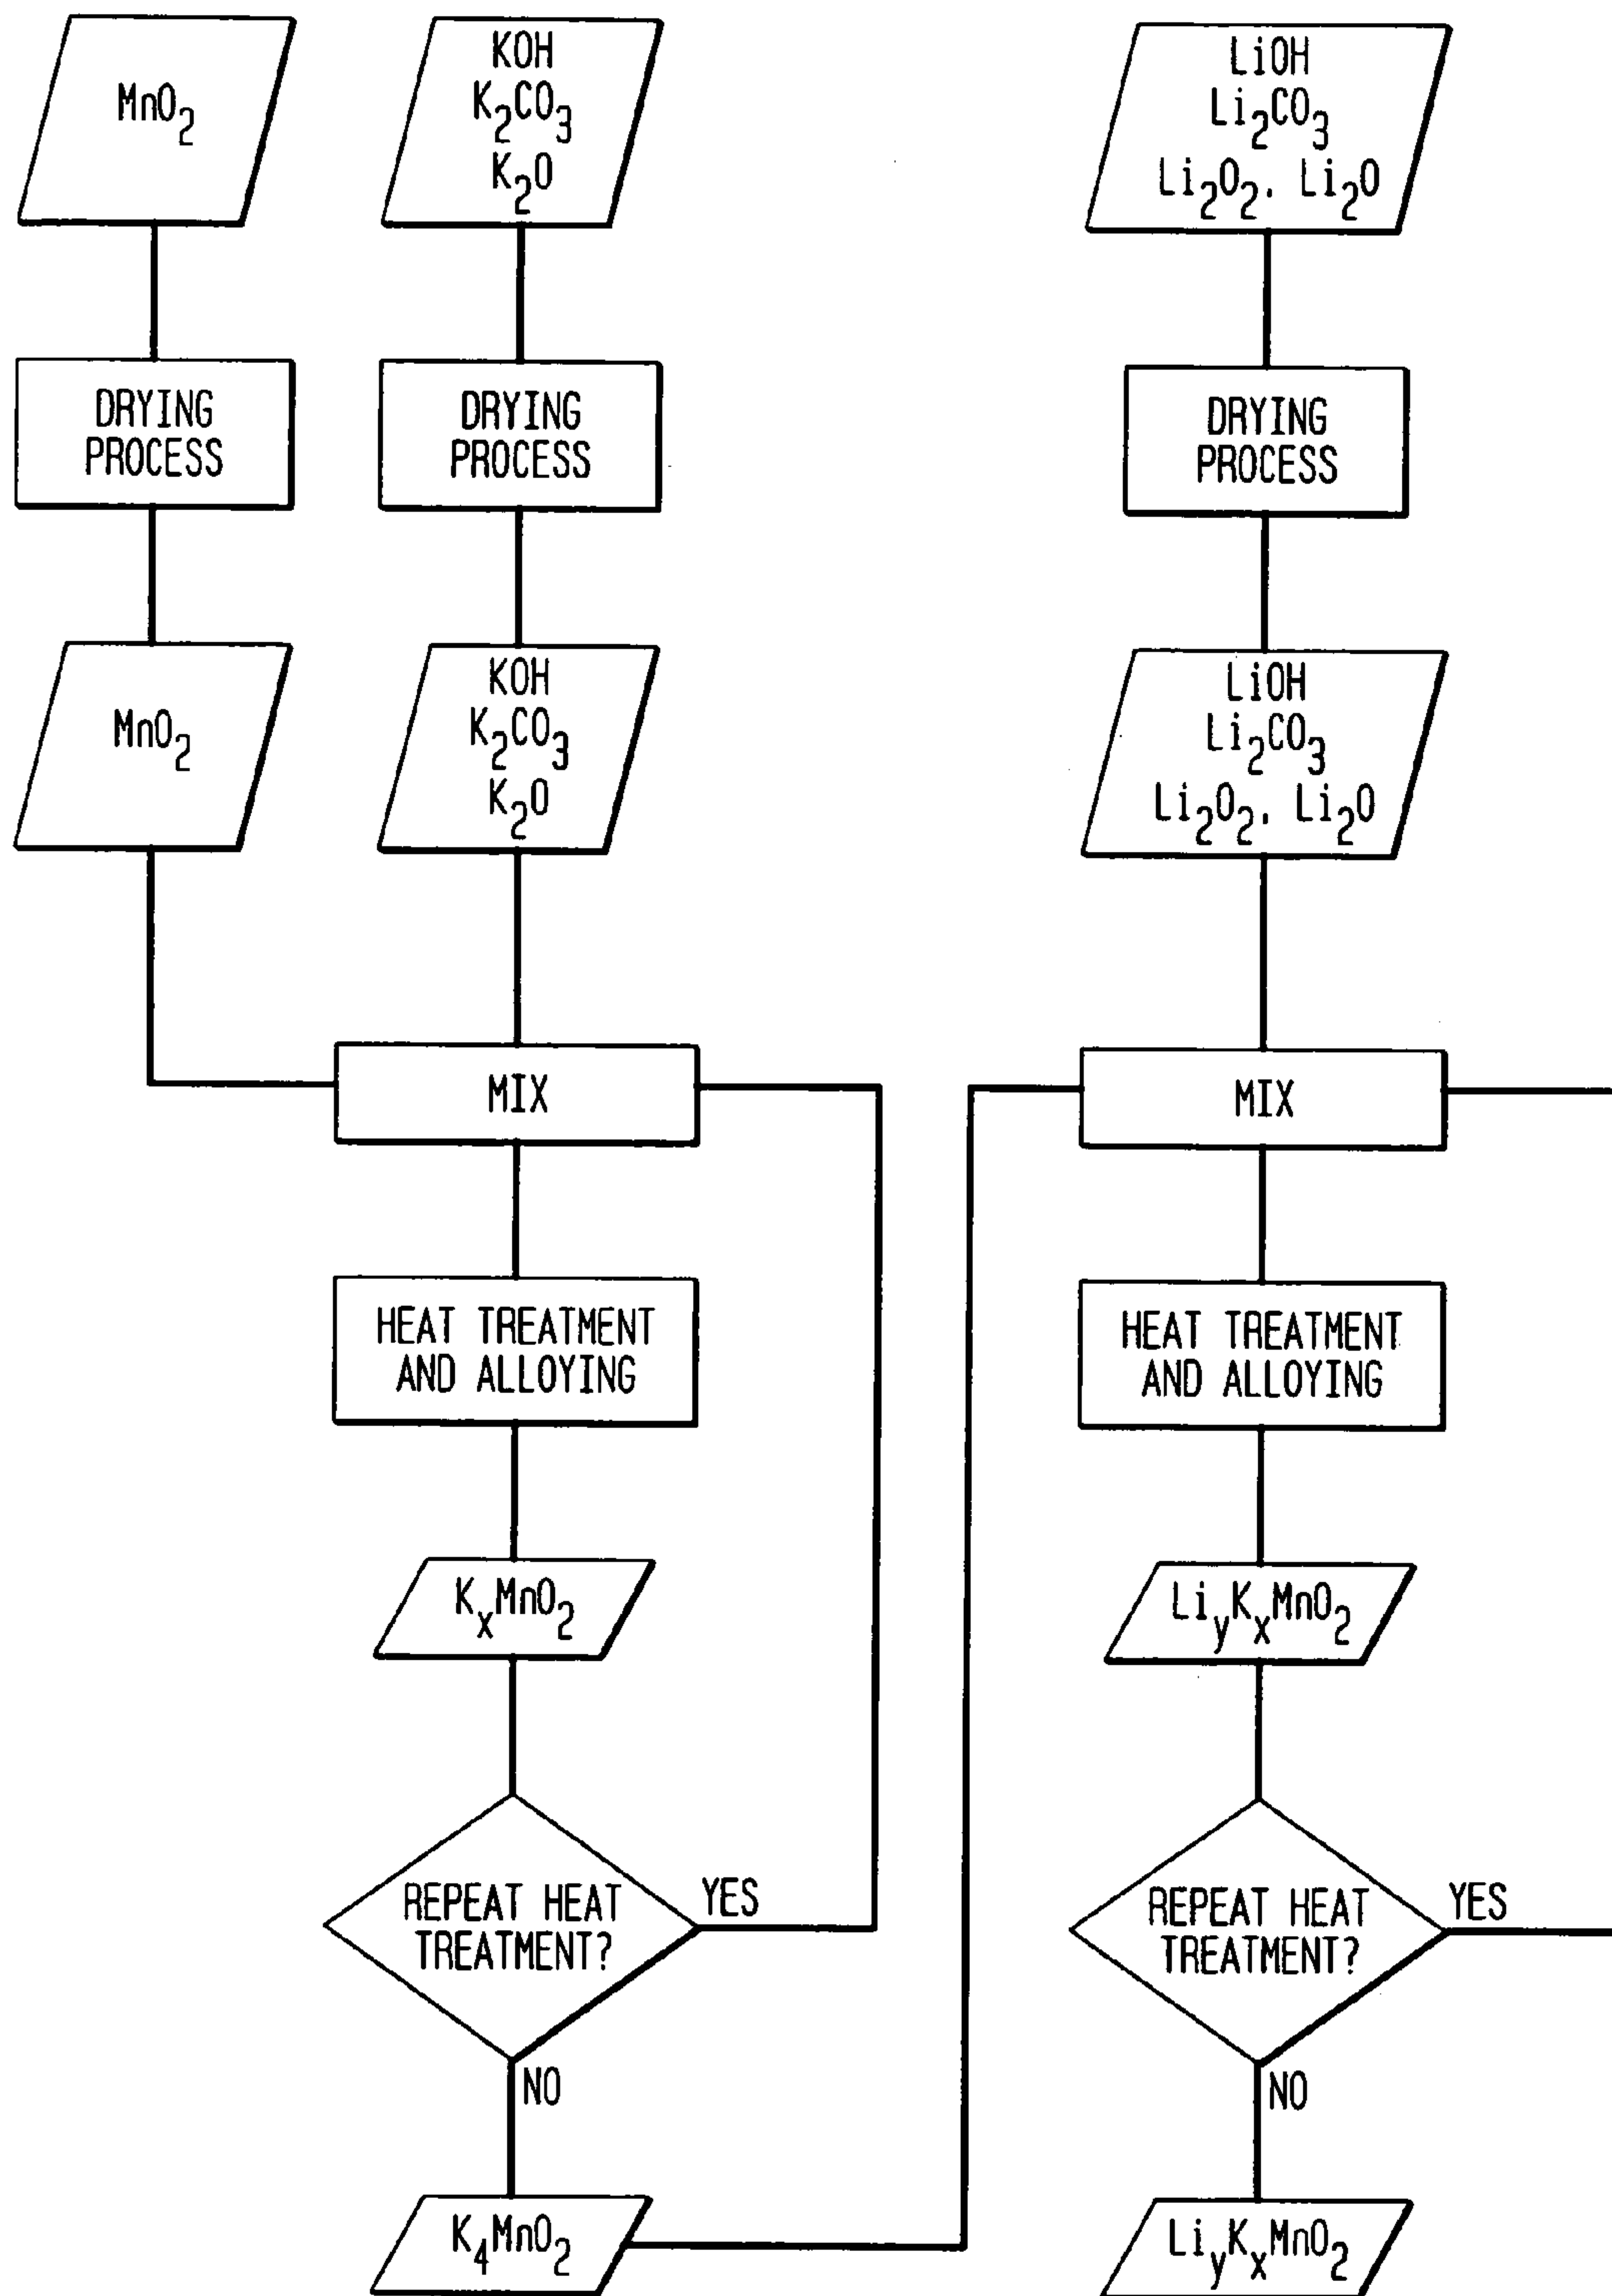 MnO₂
KOH
K₂CO₃
K₂O
LiOH
Li₂CO₃
Li₂O₂. Li₂O
DRYING
PROCESS
DRYING
PROCESS
DRYING
PROCESS
MnO₂
KOH
K₂CO₃
K₂O
LiOH
Li₂CO₃
Li₂O₂. Li₂O
MIX
MIX
HEAT TREATMENT
AND ALLOYING
HEAT TREATMENT
AND ALLOYING
KₓMnO₂
LiyKₓMnO₂
REPEAT HEAT
TREATMENT?
YES
REPEAT HEAT
TREATMENT?
YES
NO
NO
K₄MnO₂
LiyKₓMnO₂